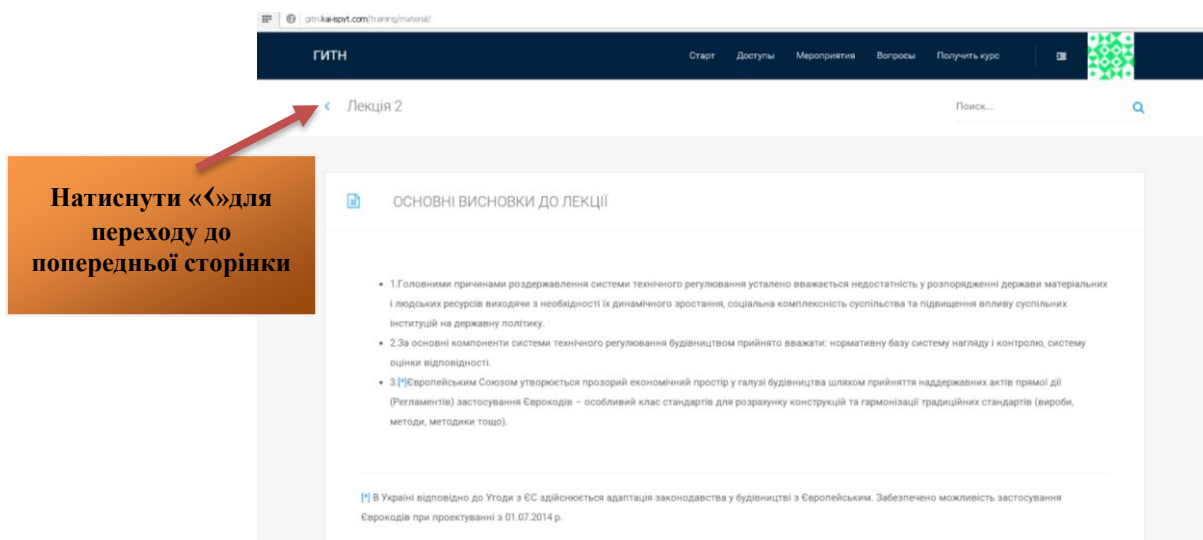 gitn.kai-ispyt.com/training/material/
ГИТН
Старт Доступы Мероприятия Вопросы Получить курс
Лекція 2
Поиск...
Натиснути «‹»для
переходу до
попередньої сторінки
ОСНОВНІ ВИСНОВКИ ДО ЛЕКЦІЇ
1.Головними причинами роздержавлення системи технічного регулювання усталено вважається недостатність у розпорядженні держави матеріальних
і людських ресурсів виходячи з необхідності їх динамічного зростання, соціальна комплексність суспільства та підвищення впливу суспільних
інституцій на державну політику.
2.За основні компоненти системи технічного регулювання будівництвом прийнято вважати: нормативну базу систему нагляду і контролю, систему
оцінки відповідності.
3.[*]Європейським Союзом утворюється прозорий економічний простір у галузі будівництва шляхом прийняття наддержавних актів прямої дії
(Регламентів) застосування Єврокодів – особливий клас стандартів для розрахунку конструкцій та гармонізації традиційних стандартів (вироби,
методи, методики тощо).
[*] В Україні відповідно до Угоди з ЄС здійснюється адаптація законодавства у будівництві з Європейським. Забезпечено можливість застосування
Єврокодів при проектуванні з 01.07.2014 р.